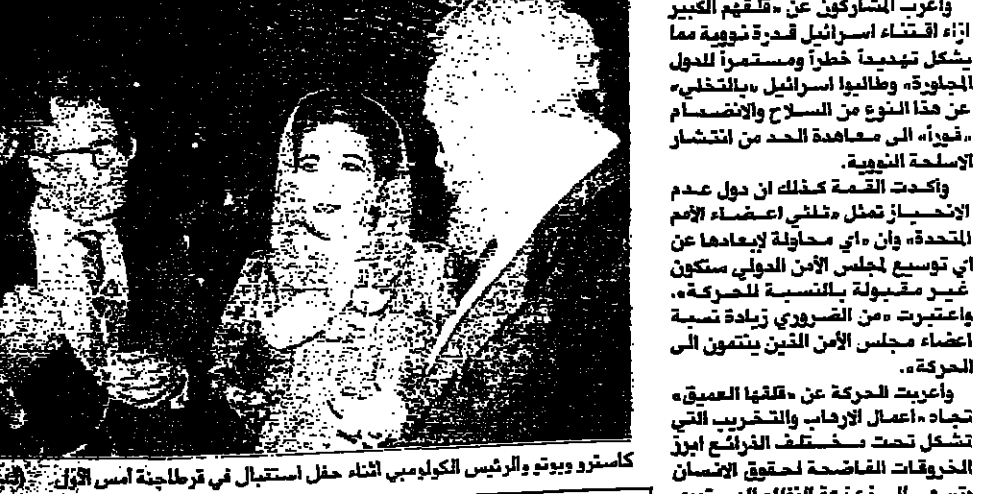 وأعرب المشاركون عن «قلقهم الكبير
ازاء اقتناء اسرائيل قدرة نووية مما
يشكل تهديداً خطراً ومستمراً للدول
المجاورة» وطالبوا اسرائيل «بالتخلي»
عن هذا النوع من السلاح والانضمام
«فوراً» الى معاهدة الحد من انتشار
الاسلحة النووية.
وأكدت القمة كذلك ان دول عدم
الانحياز تمثل «ثلثي اعضاء الأمم
المتحدة» وان «اي محاولة لإبعادها عن
اي توسيع لمجلس الأمن الدولي ستكون
غير مقبولة بالنسبة للحركة».
واعتبرت «من الضروري زيادة نسبة
اعضاء مجلس الأمن الذين ينتمون الى
الحركة».
وأعربت الحركة عن «قلقها العميق»
تجاه «اعمال الارهاب والتخريب التي
تشكل تحت مختلف الذرائع ابرز
الخروقات الفاضحة لحقوق الانسان
كاسترو وبوتو والرئيس الكولومبي اثناء حفل استقبال في قرطاجنة أمس الأول